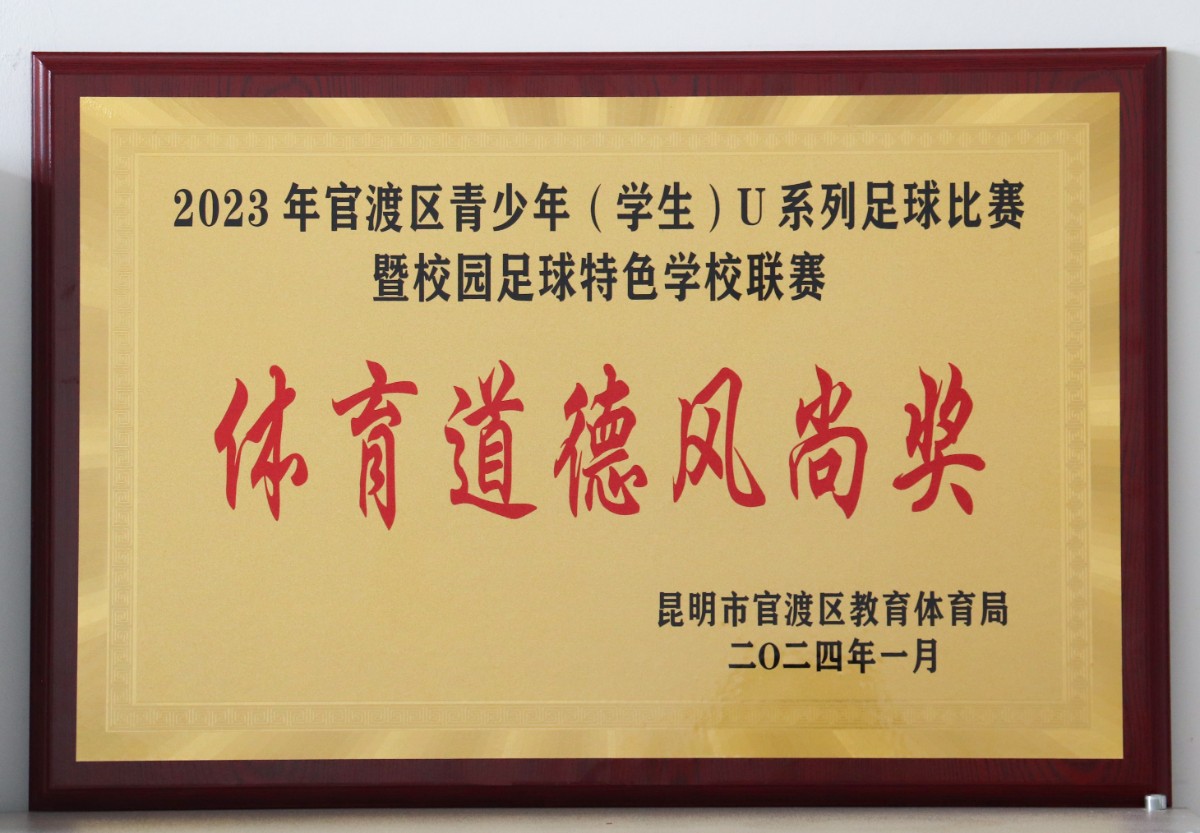 2023年官渡区青少年（学生）U系列足球比赛
暨校园足球特色学校联赛
体育道德风尚奖
昆明市官渡区教育体育局
二O二四年一月